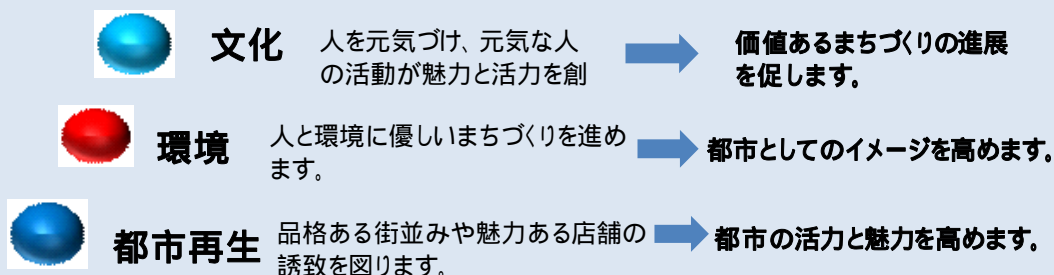 文化
人を元気づけ、元気な人
の活動が魅力と活力を創
価値あるまちづくりの進展
を促します。
環境
人と環境に優しいまちづくりを進め
ます。
都市としてのイメージを高めます。
都市再生
品格ある街並みや魅力ある店舗の
誘致を図ります。
都市の活力と魅力を高めます。